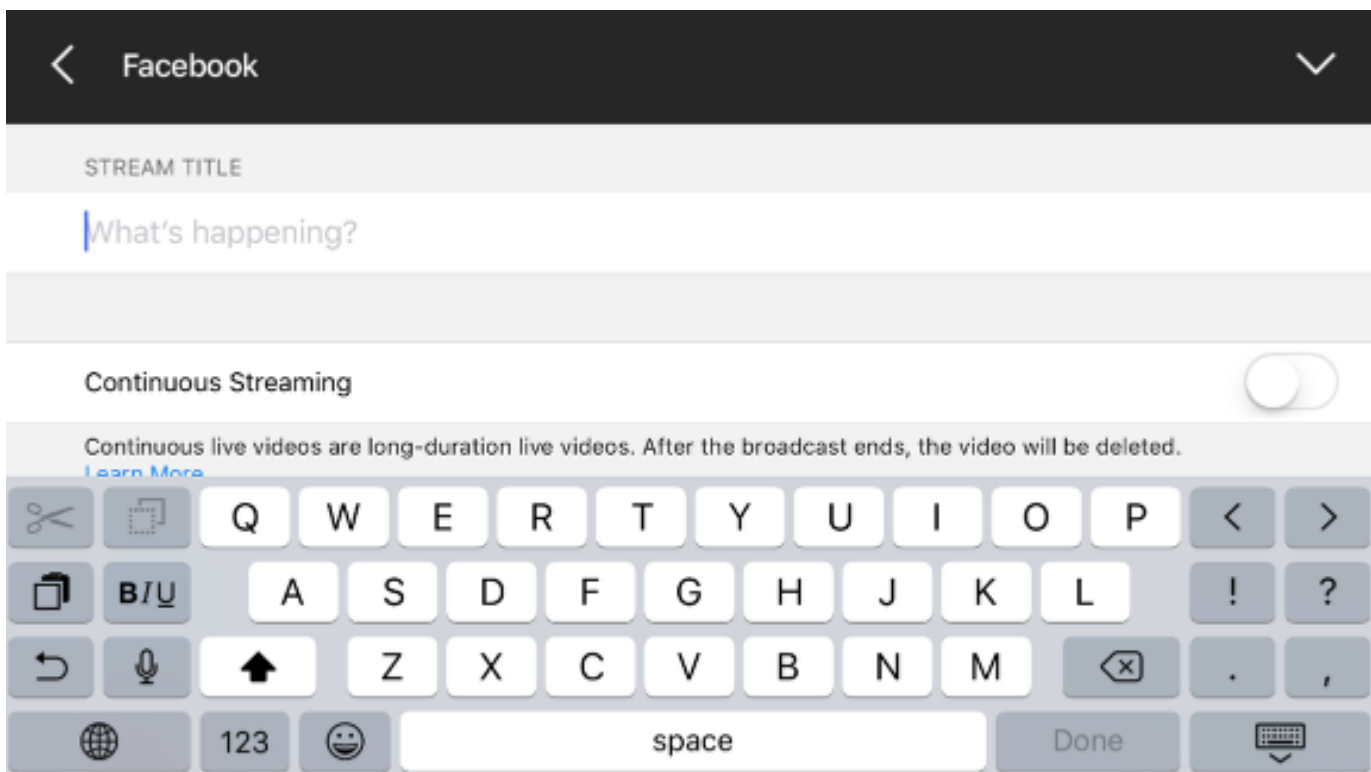 Facebook
STREAM TITLE
What's happening?
Continuous Streaming
Continuous live videos are long-duration live videos. After the broadcast ends, the video will be deleted.
Learn More
Q W E R T Y U I O P < >
BIU A S D F G H J K L ! ?
Z X C V B N M . ,
123 space Done